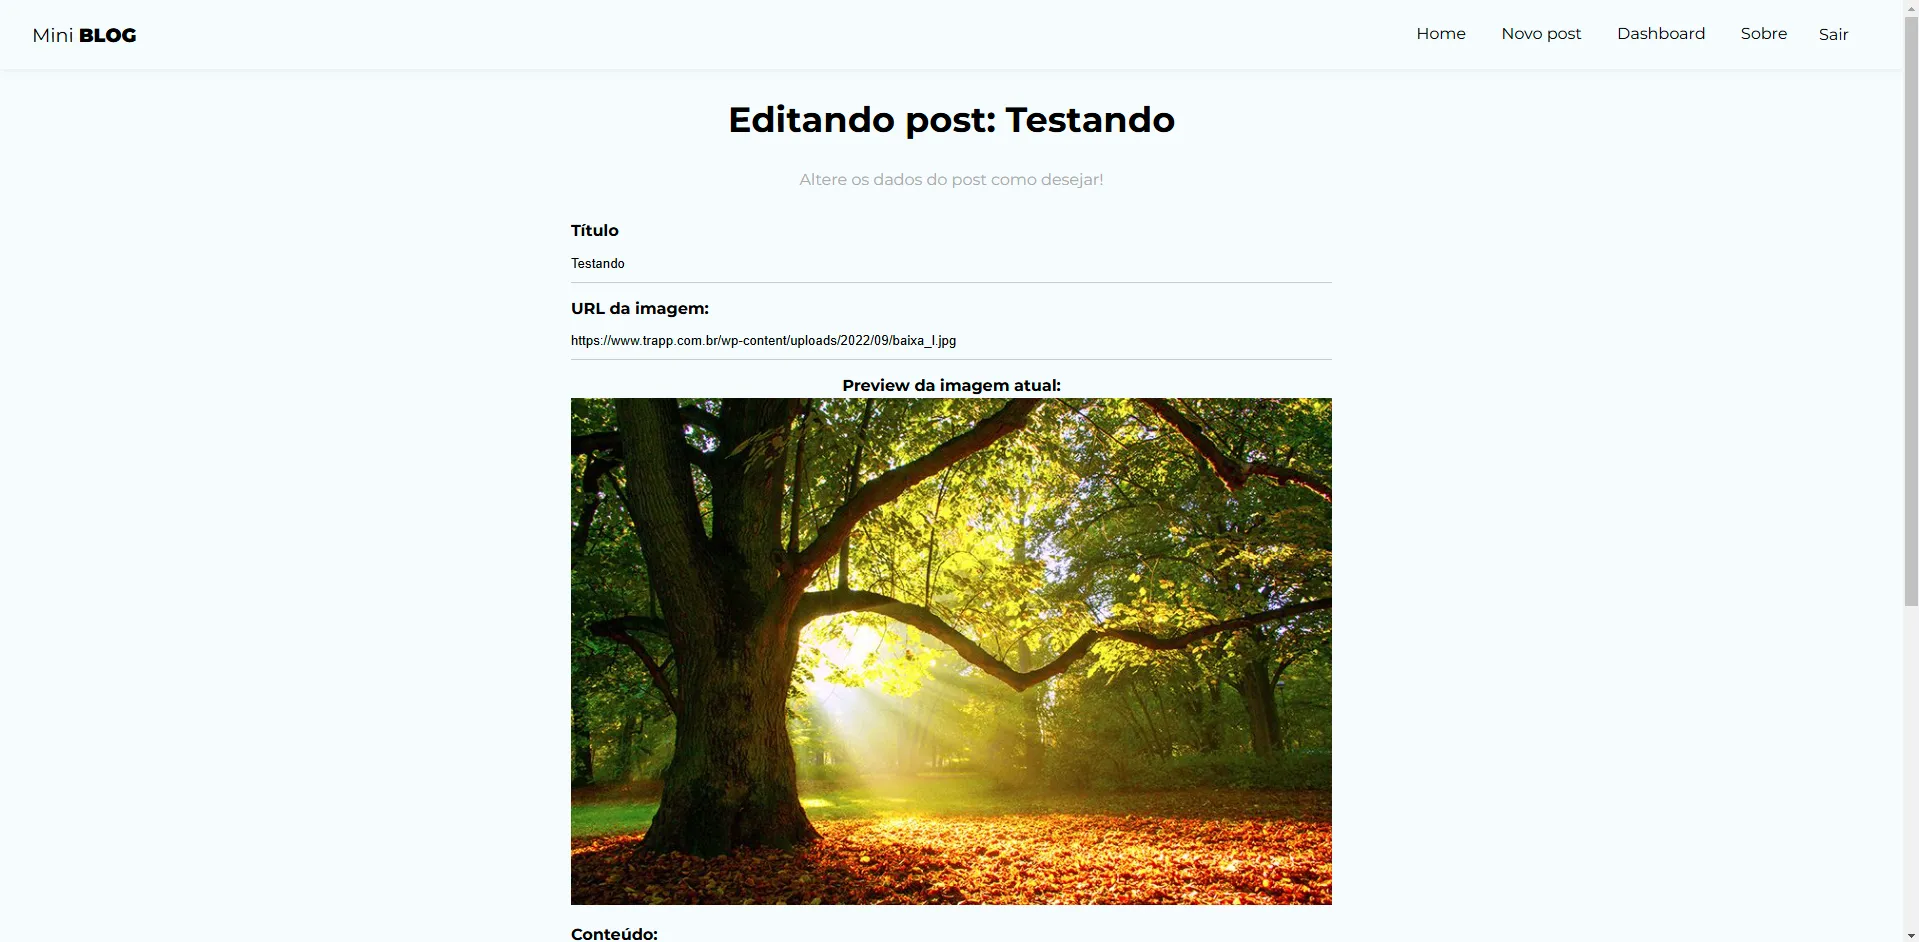 Mini BLOG
Home Novo post Dashboard Sobre Sair
Editando post: Testando
Altere os dados do post como desejar!
Título
Testando
URL da imagem:
https://www.trapp.com.br/wp-content/uploads/2022/09/baixa_l.jpg
Preview da imagem atual:
Conteúdo: